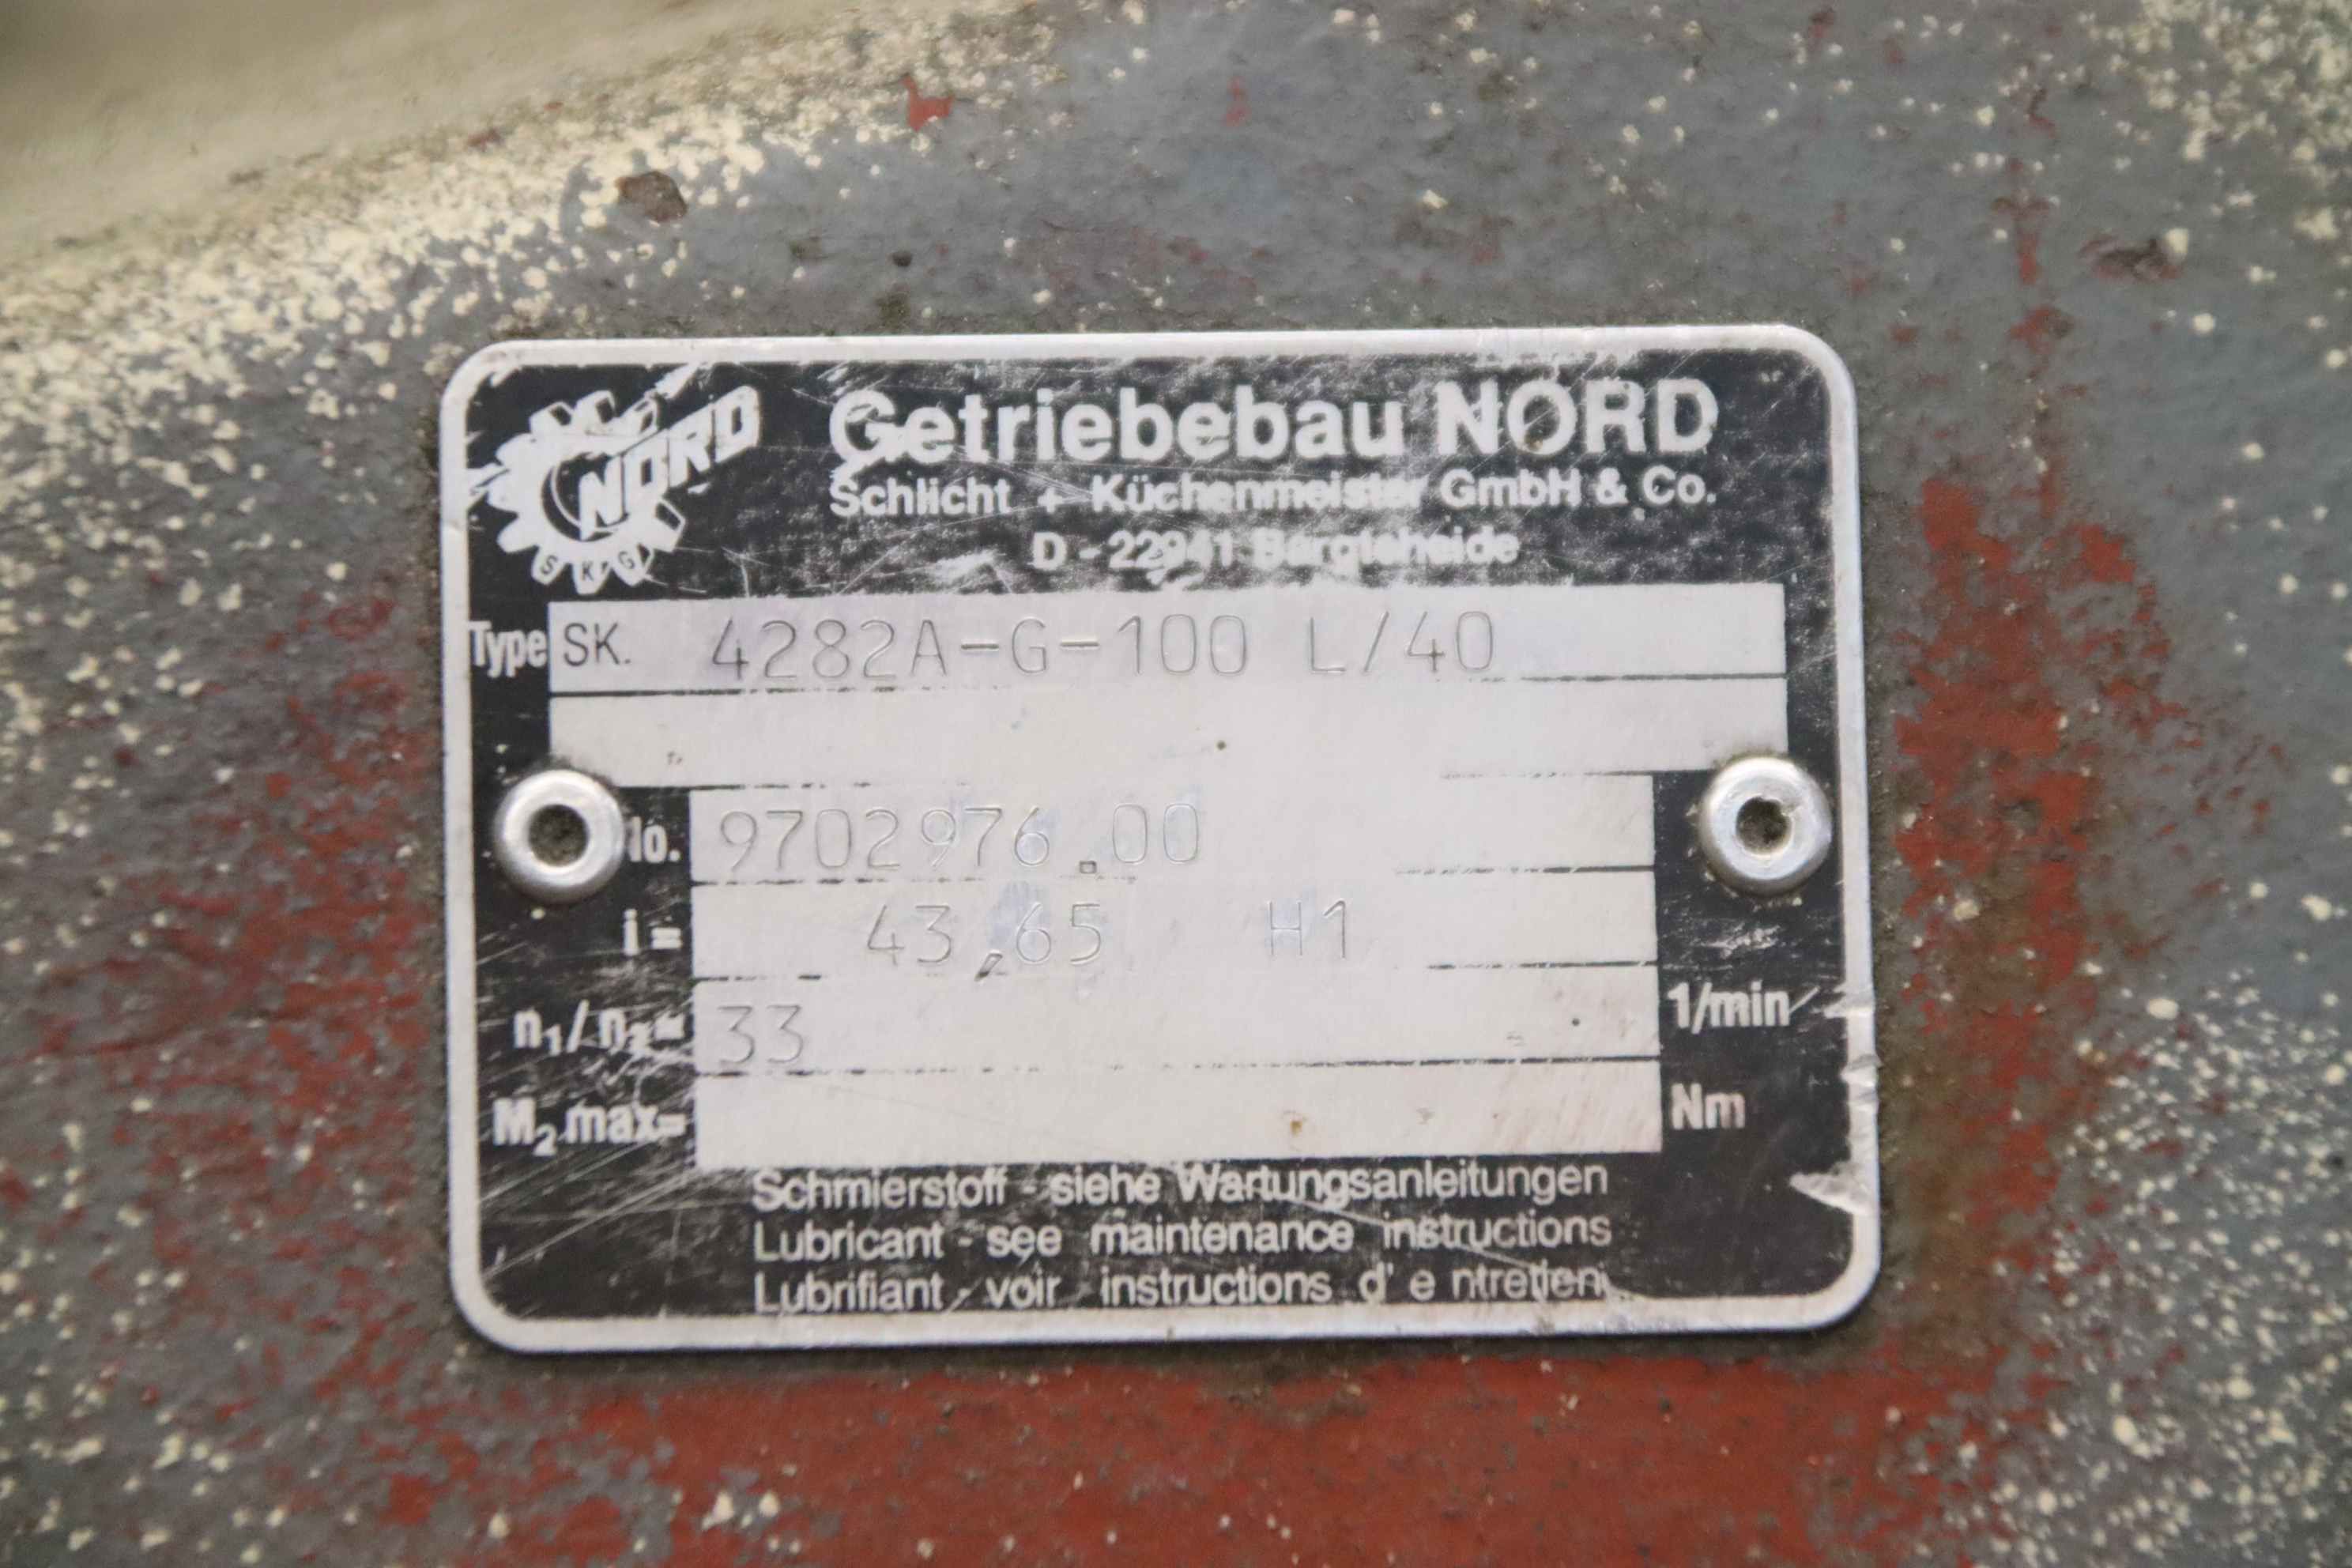 NORD
SKG
Getriebebau NORD
Schlicht + Küchenmeister GmbH & Co.
D - 22941 Bargteheide
Type SK. 4282A-G-100 L/40
No. 9702976.00
i = 43,65 H1
n₁/n₂= 33 1/min
M₂ max= Nm
Schmierstoff - siehe Wartungsanleitungen
Lubricant - see maintenance instructions
Lubrifiant - voir instructions d' e ntretien